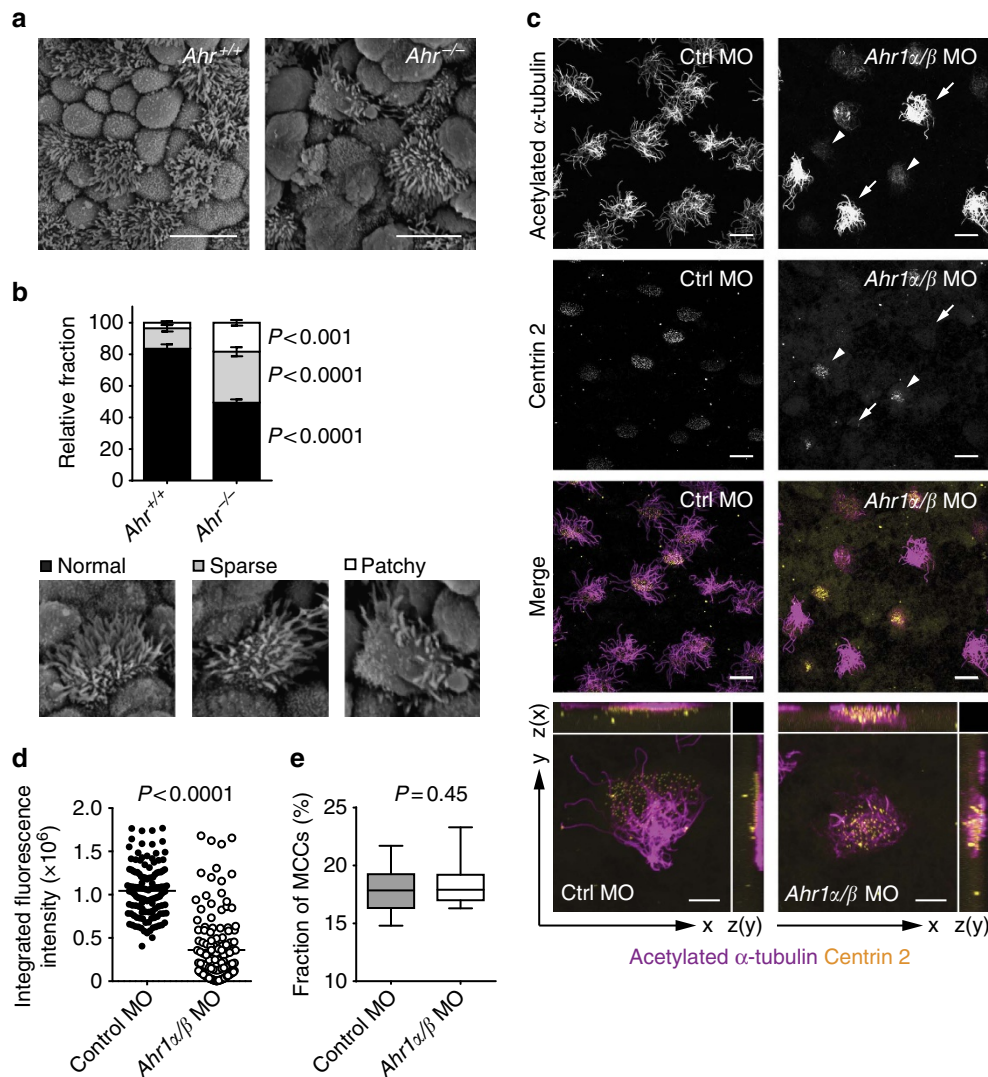 a
Ahr+/+
Ahr−/−
b
Relative fraction
100
80
60
40
20
0
P<0.001
P<0.0001
P<0.0001
Ahr+/+
Ahr−/−
Normal
Sparse
Patchy
c
Acetylated α-tubulin
Ctrl MO
Ahr1α/β MO
Centrin 2
Ctrl MO
Ahr1α/β MO
Merge
Ctrl MO
Ahr1α/β MO
y z(x)
Ctrl MO
Ahr1α/β MO
x z(y)
x z(y)
Acetylated α-tubulin Centrin 2
d
P<0.0001
Integrated fluorescence
intensity (×10⁶)
2.0
1.5
1.0
0.5
0
Control MO
Ahr1α/β MO
e
P=0.45
Fraction of MCCs (%)
25
20
15
10
Control MO
Ahr1α/β MO